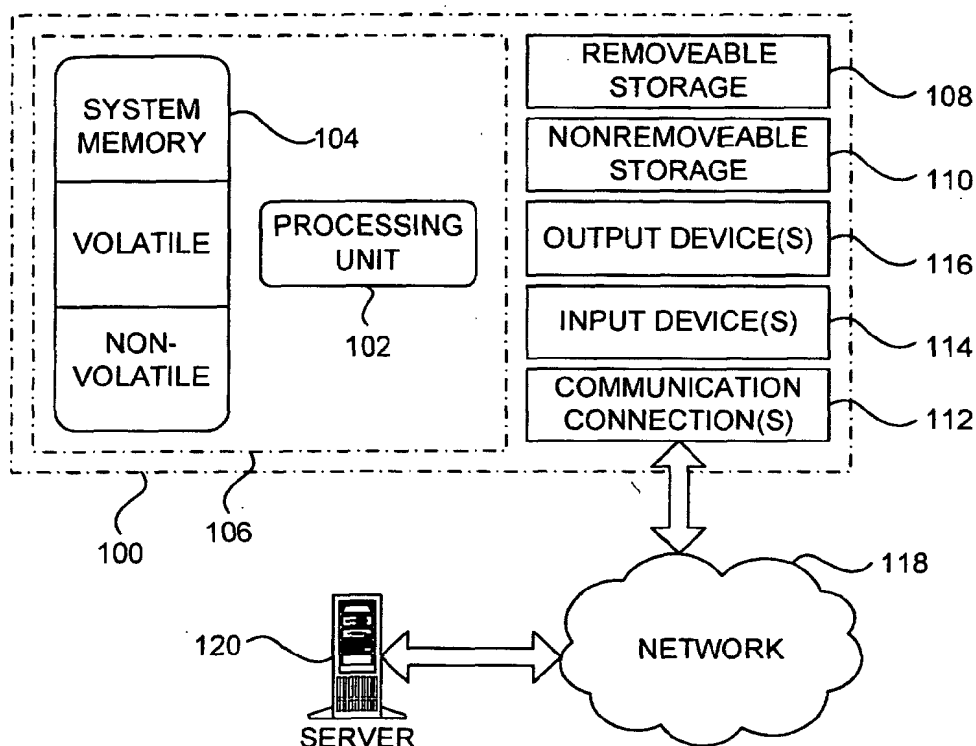 SYSTEM
MEMORY
104
VOLATILE
NON-
VOLATILE
PROCESSING
UNIT
102
REMOVEABLE
STORAGE
108
NONREMOVEABLE
STORAGE
110
OUTPUT DEVICE(S)
116
INPUT DEVICE(S)
114
COMMUNICATION
CONNECTION(S)
112
106
100
118
NETWORK
120
SERVER